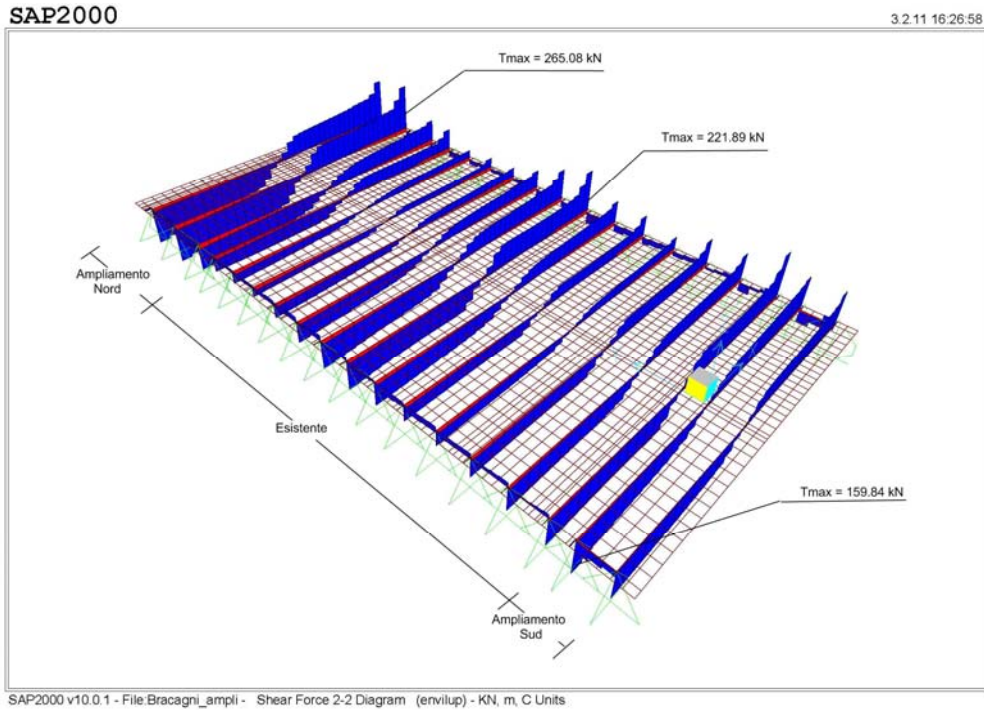 SAP2000
3.2.11 16:26:58
Tmax = 265.08 kN
Tmax = 221.89 kN
Ampliamento
Nord
Esistente
Tmax = 159.84 kN
Ampliamento
Sud
SAP2000 v10.0.1 - File:Bracagni_ampli - Shear Force 2-2 Diagram (envilup) - KN, m, C Units